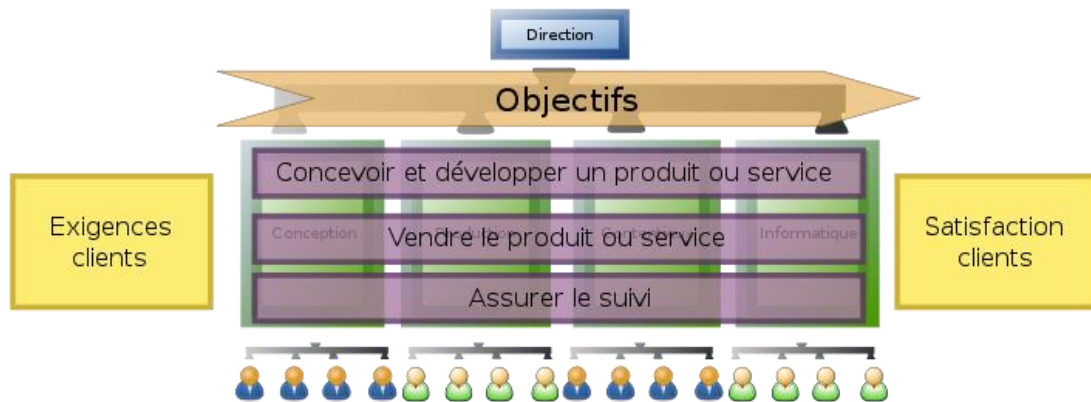 Direction
Objectifs
Concevoir et développer un produit ou service
Exigences
clients
Conception
Vendre le produit ou service
Informatique
Satisfaction
clients
Assurer le suivi